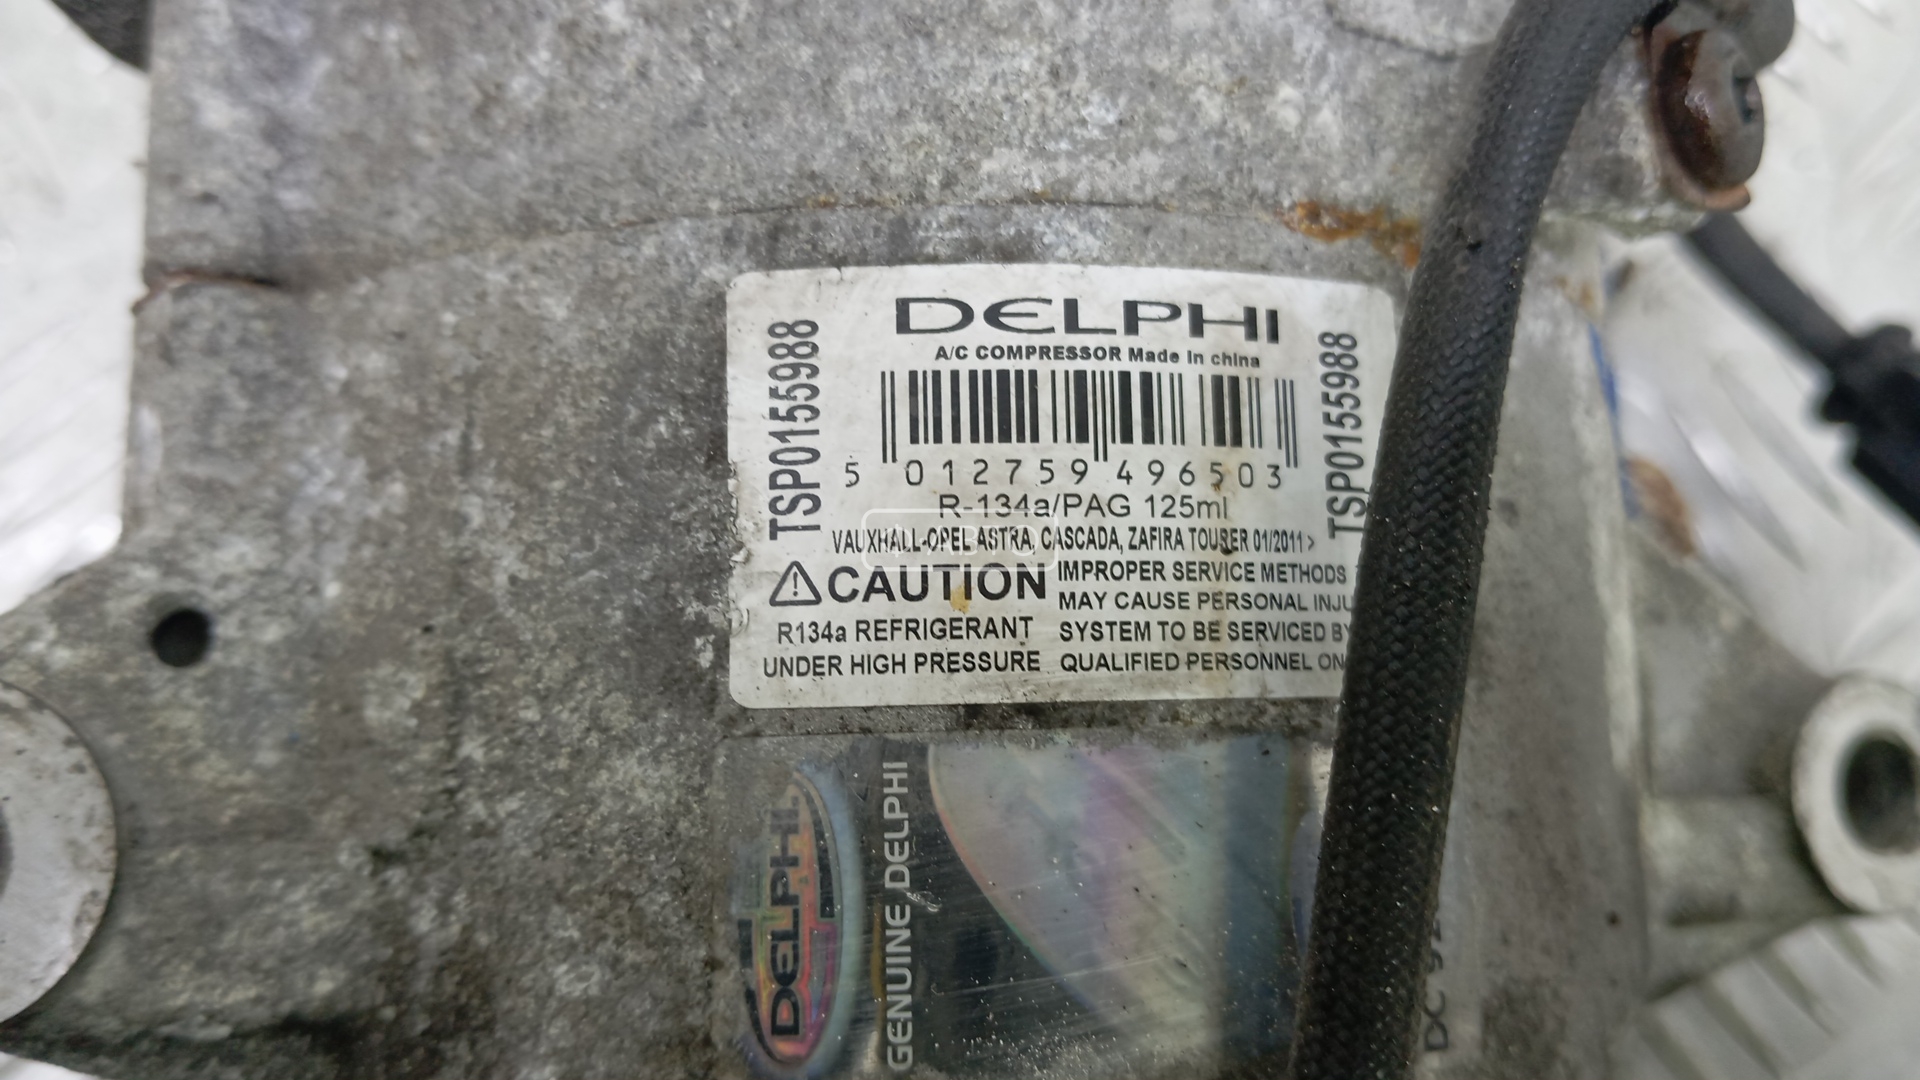 DELPHI
A/C COMPRESSOR Made In china
TSP0155988
TSP0155988
5 012759 496503
R-134a/PAG 125ml
VAUXHALL-OPEL ASTRA, CASCADA, ZAFIRA TOURER 01/2011>
⚠CAUTION
R134a REFRIGERANT
UNDER HIGH PRESSURE
IMPROPER SERVICE METHODS
MAY CAUSE PERSONAL INJU
SYSTEM TO BE SERVICED BY
QUALIFIED PERSONNEL ON
DELPHI
GENUINE DELPHI
DC